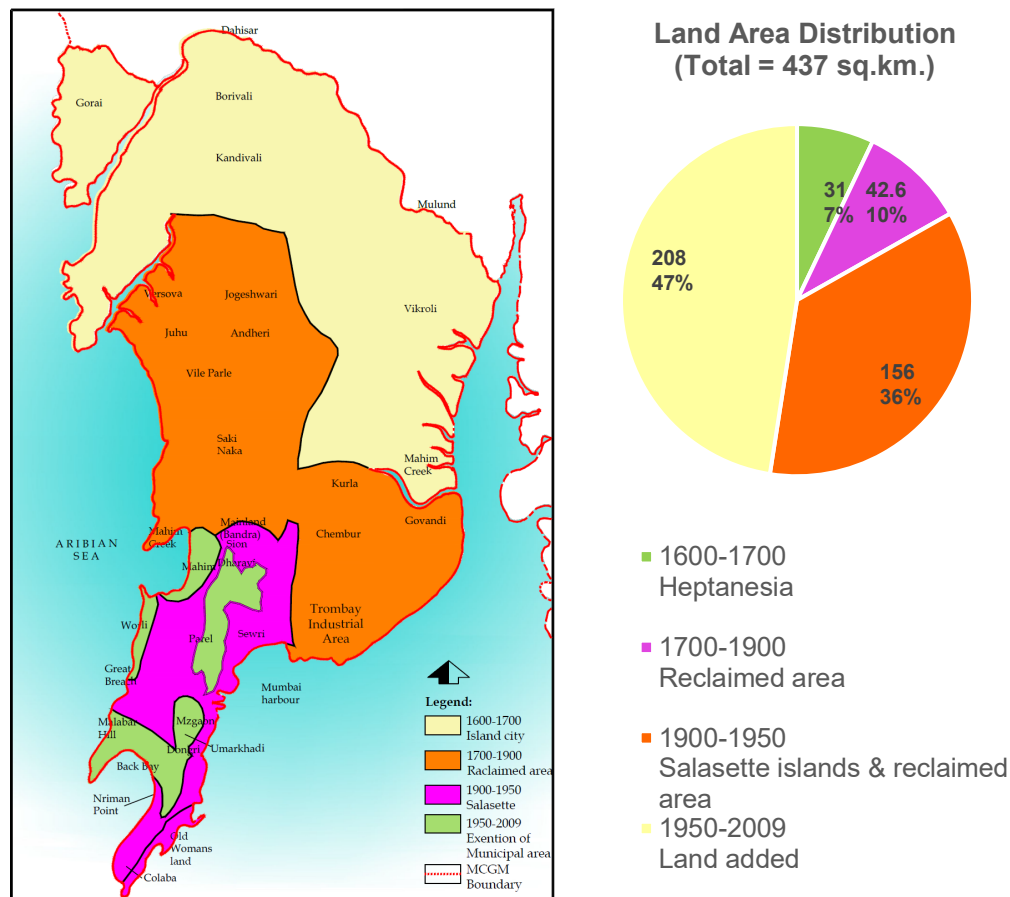 Dahisar
Gorai
Borivali
Kandivali
Mulund
Versova
Jogeshwari
Vikroli
Juhu
Andheri
Vile Parle
Saki
Naka
Mahim
Creek
Kurla
Govandi
Mainland
(Bandra)
Sion
Chembur
Mahim
Creek
ARIBIAN
SEA
Mahim
Dharavi
Trombay
Industrial
Area
Worli
Parel
Sewri
Great
Breach
Mumbai
harbour
Malabar
Hill
Mzgaon
Umarkhadi
Dongri
Back Bay
Nriman
Point
Old
Womans
land
Colaba
Legend:
1600-1700
Island city
1700-1900
Raclaimed area
1900-1950
Salasette
1950-2009
Exention of
Municipal area
MCGM
Boundary
Land Area Distribution
(Total = 437 sq.km.)
31
7%
42.6
10%
208
47%
156
36%
1600-1700
Heptanesia
1700-1900
Reclaimed area
1900-1950
Salasette islands & reclaimed
area
1950-2009
Land added